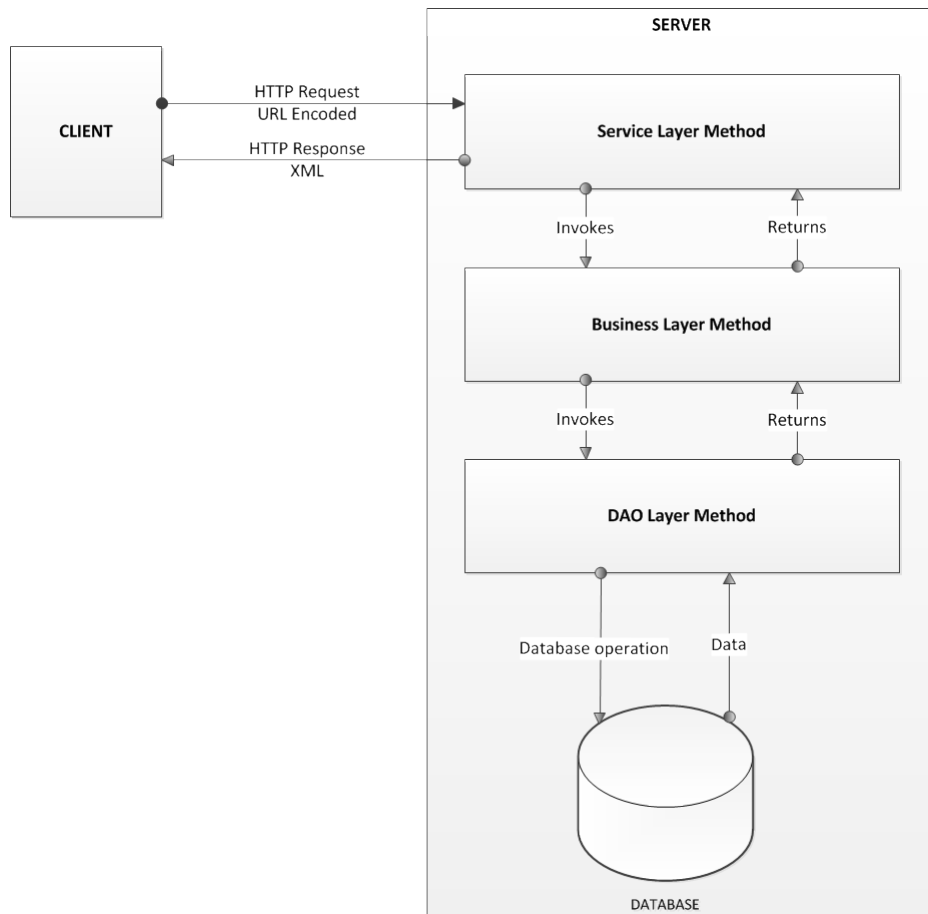 SERVER
CLIENT
HTTP Request
URL Encoded
HTTP Response
XML
Service Layer Method
Invokes
Returns
Business Layer Method
Invokes
Returns
DAO Layer Method
Database operation
Data
DATABASE